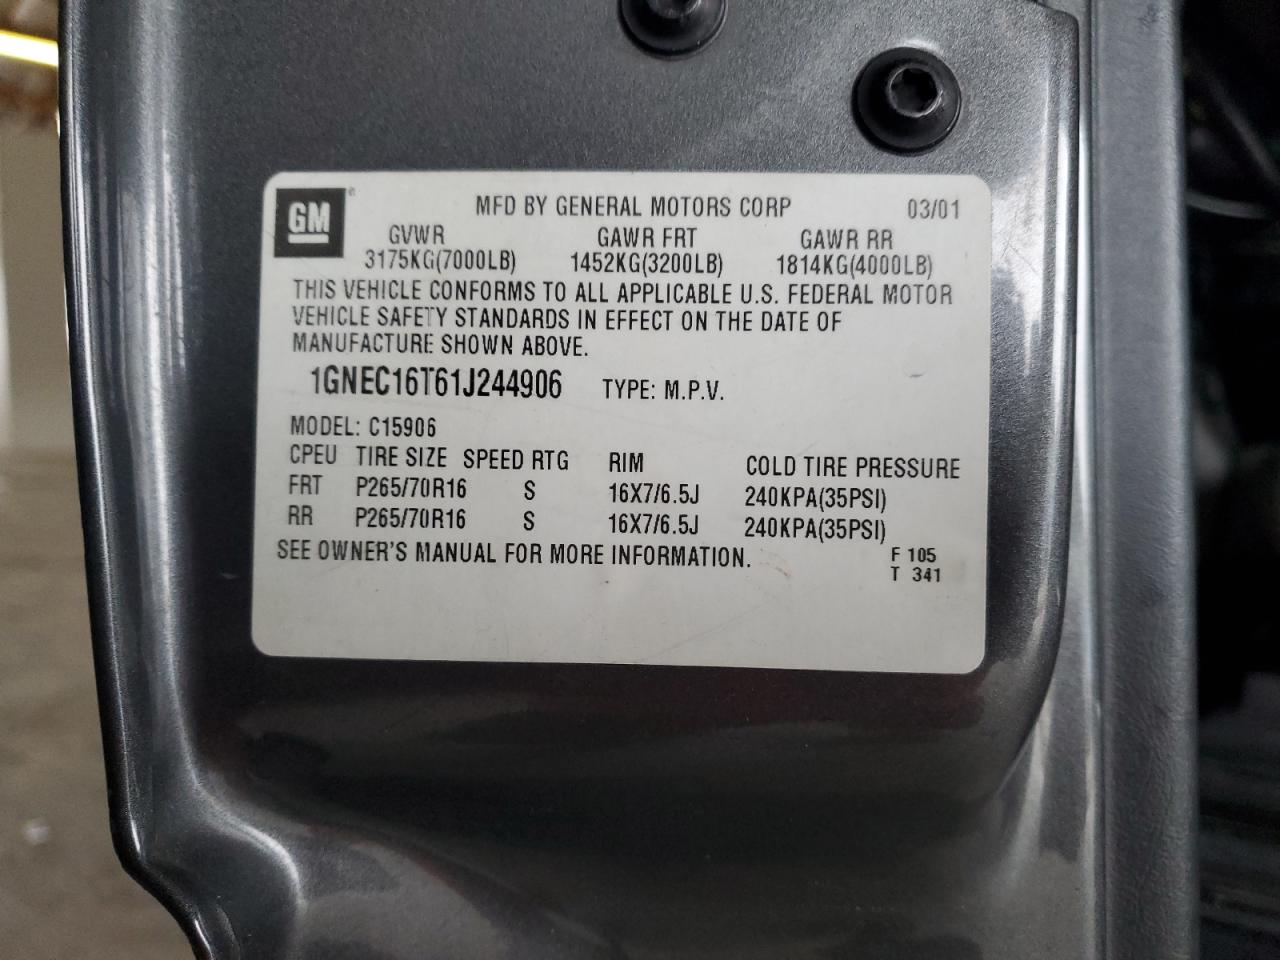 GM® MFD BY GENERAL MOTORS CORP 03/01
GVWR GAWR FRT GAWR RR
3175KG(7000LB) 1452KG(3200LB) 1814KG(4000LB)
THIS VEHICLE CONFORMS TO ALL APPLICABLE U.S. FEDERAL MOTOR
VEHICLE SAFETY STANDARDS IN EFFECT ON THE DATE OF
MANUFACTURE SHOWN ABOVE.
1GNEC16T61J244906 TYPE: M.P.V.
MODEL: C15906
CPEU TIRE SIZE SPEED RTG RIM COLD TIRE PRESSURE
FRT P265/70R16 S 16X7/6.5J 240KPA(35PSI)
RR P265/70R16 S 16X7/6.5J 240KPA(35PSI)
SEE OWNER'S MANUAL FOR MORE INFORMATION. F 105
T 341